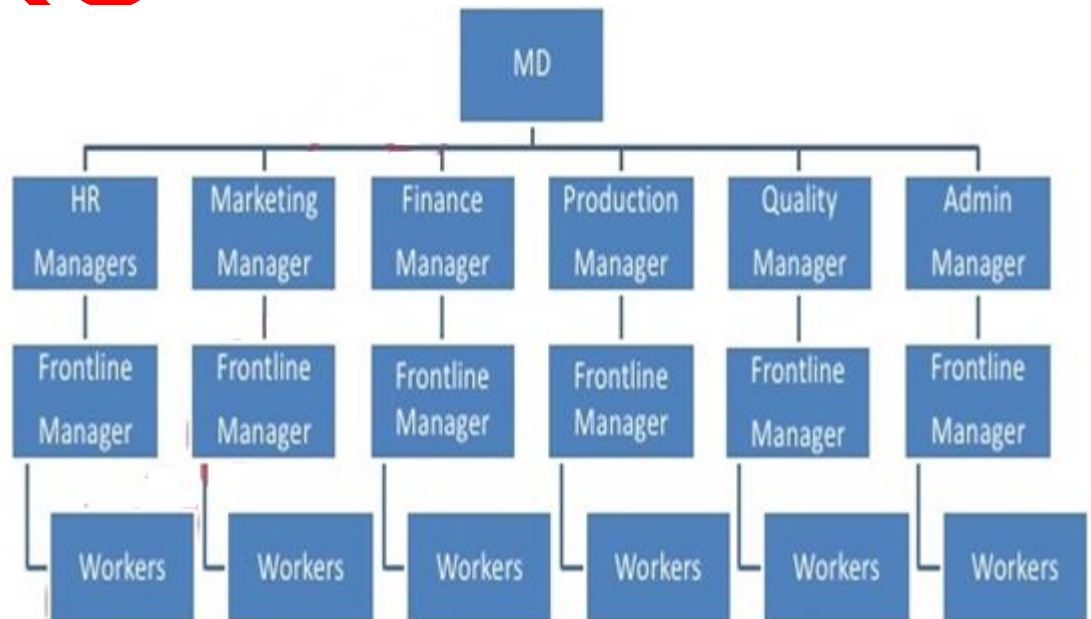 MD
HR
Managers
Marketing
Manager
Finance
Manager
Production
Manager
Quality
Manager
Admin
Manager
Frontline
Manager
Frontline
Manager
Frontline
Manager
Frontline
Manager
Frontline
Manager
Frontline
Manager
Workers
Workers
Workers
Workers
Workers
Workers